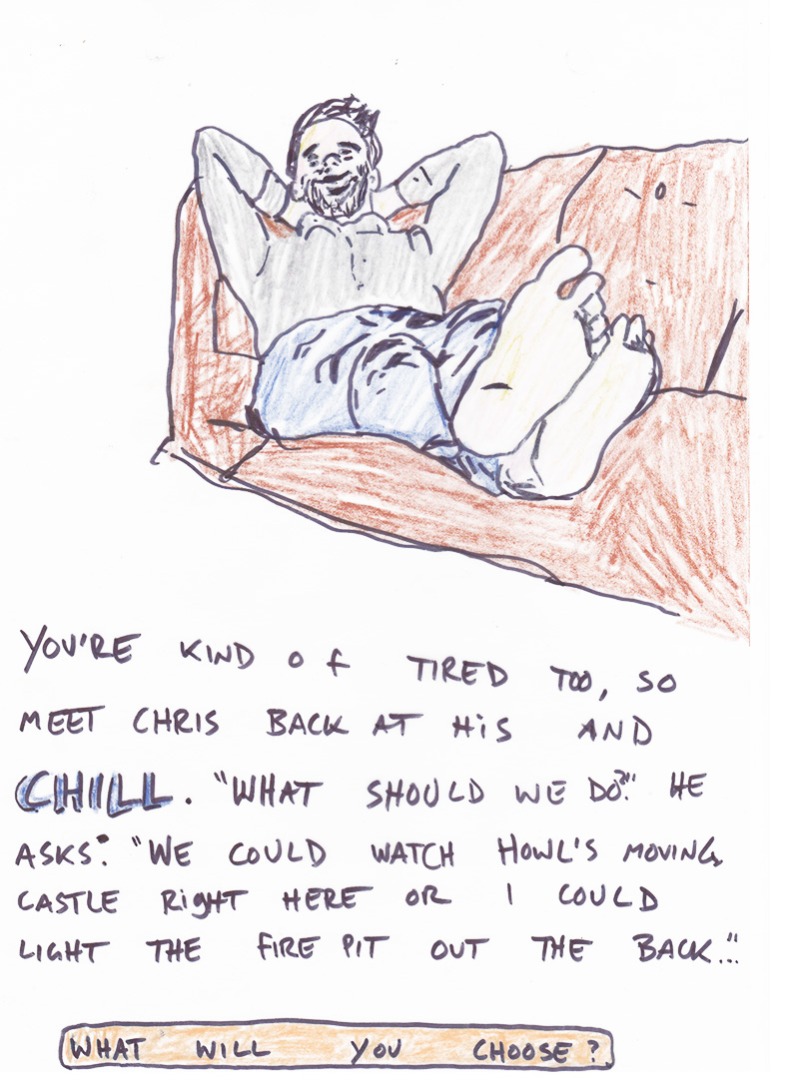 YOU'RE KIND OF TIRED TOO, SO
MEET CHRIS BACK AT HIS AND
CHILL. "WHAT SHOULD WE DO?" HE
ASKS. "WE COULD WATCH HOWL'S MOVING
CASTLE RIGHT HERE OR I COULD
LIGHT THE FIRE PIT OUT THE BACK..."
WHAT WILL YOU CHOOSE?